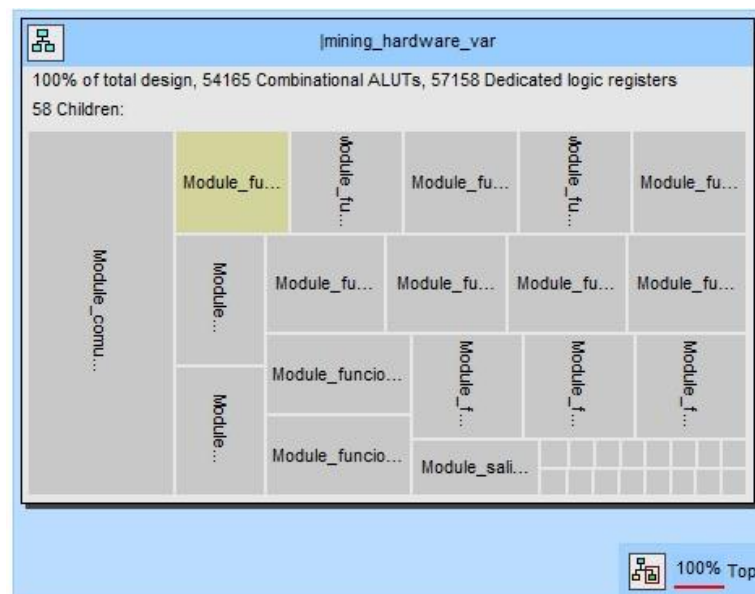 |mining_hardware_var
100% of total design, 54165 Combinational ALUTs, 57158 Dedicated logic registers
58 Children:
Module_comu...
Module_fu...
Module_fu...
Module_fu...
Module_fu...
Module_fu...
Module...
Module_fu...
Module_fu...
Module_fu...
Module_fu...
Module_funcio...
Module_f...
Module_f...
Module_f...
Module...
Module_funcio...
Module_sali...
100% Top